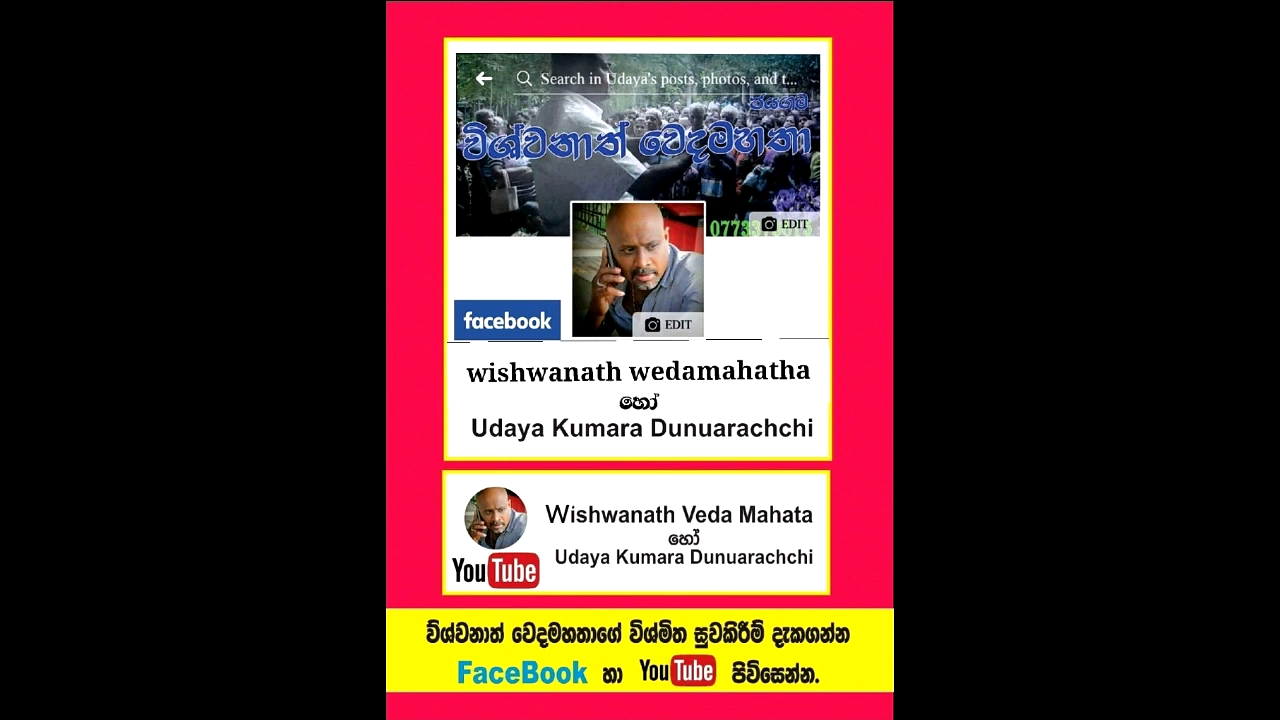 Search in Udaya's posts, photos, and t...
ජයගම
විශ්වනාත් වෙදමහතා
EDIT
EDIT
facebook
wishwanath wedamahatha
හෝ
Udaya Kumara Dunuarachchi
Wishwanath Veda Mahata
හෝ
Udaya Kumara Dunuarachchi
YouTube
විශ්වනාත් වෙදමහතාගේ විශ්මිත සුවකිරීම් දැකගන්න
FaceBook හා YouTube පිවිසෙන්න.